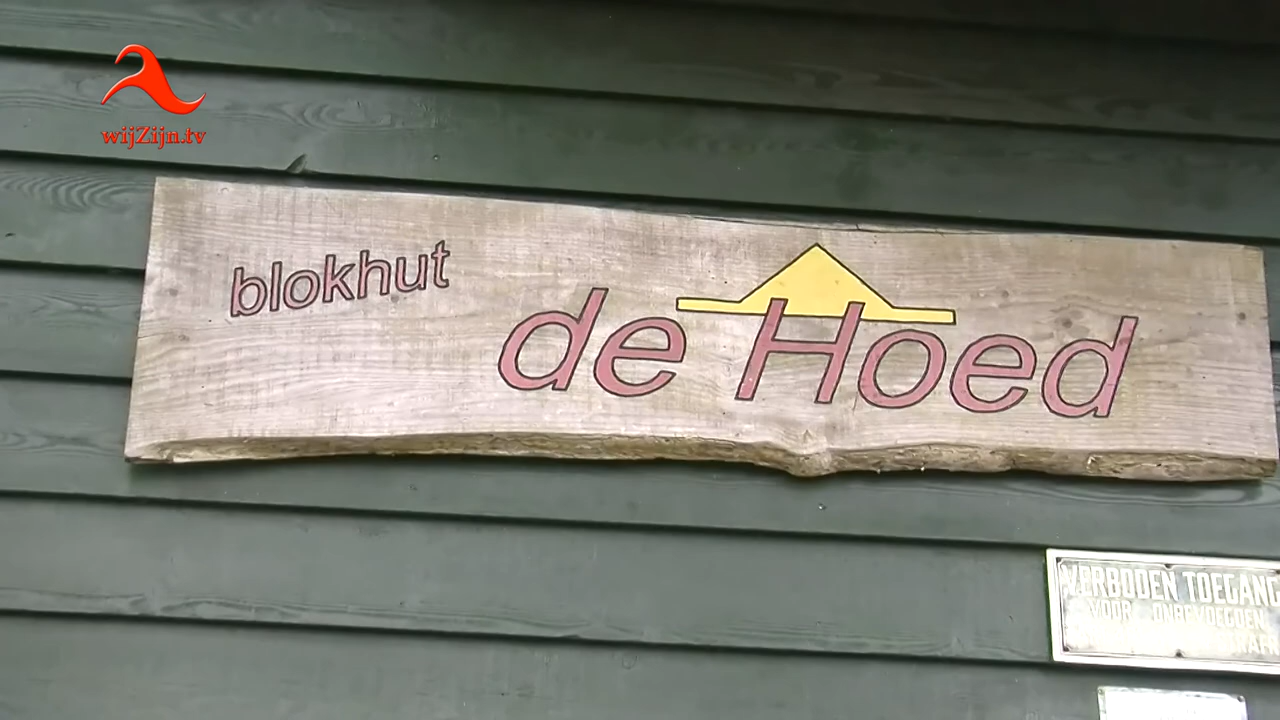 wijZijn.tv
blokhut
de Hoed
VERBODEN TOEGANG
VOOR ONBEVOEGDEN